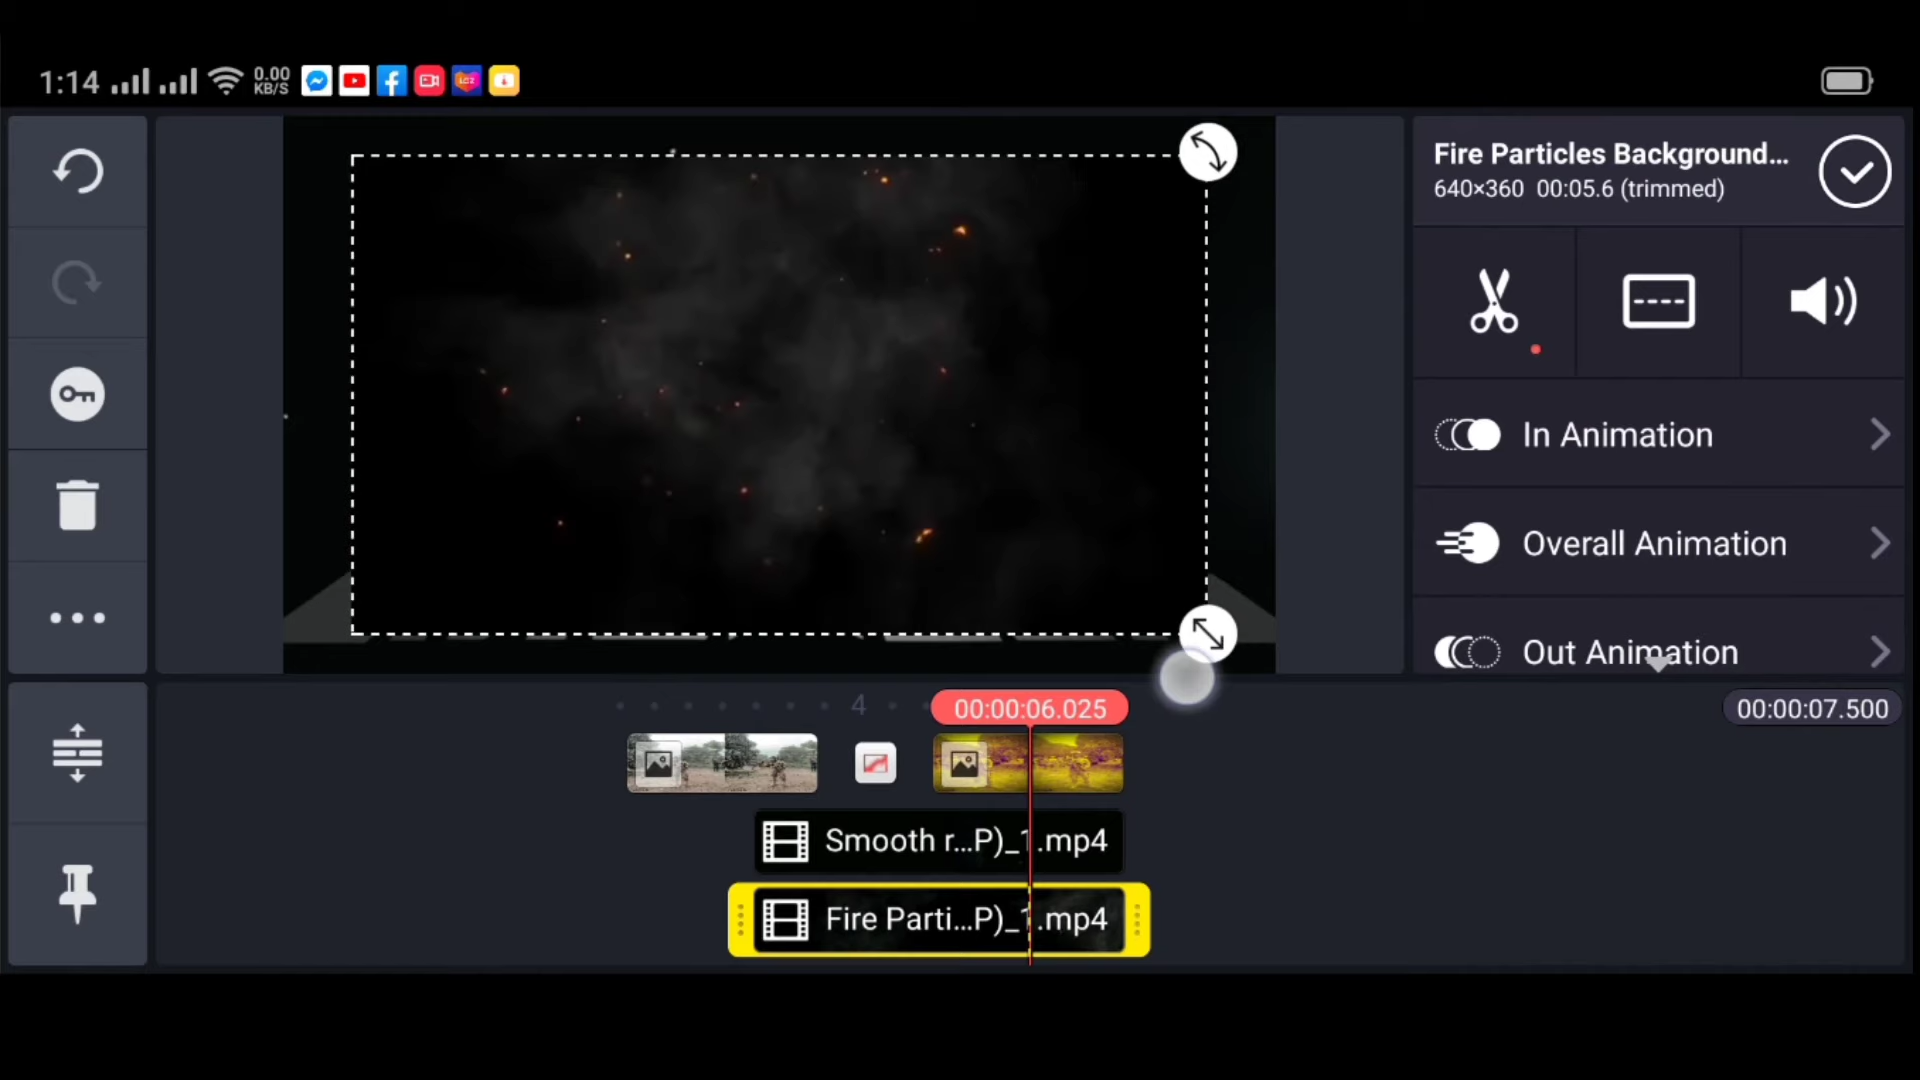 1:14
0.00
KB/S
Fire Particles Background...
640×360 00:05.6 (trimmed)
In Animation
Overall Animation
Out Animation
4
00:00:06.025
00:00:07.500
Smooth r...P)_1.mp4
Fire Parti...P)_1.mp4